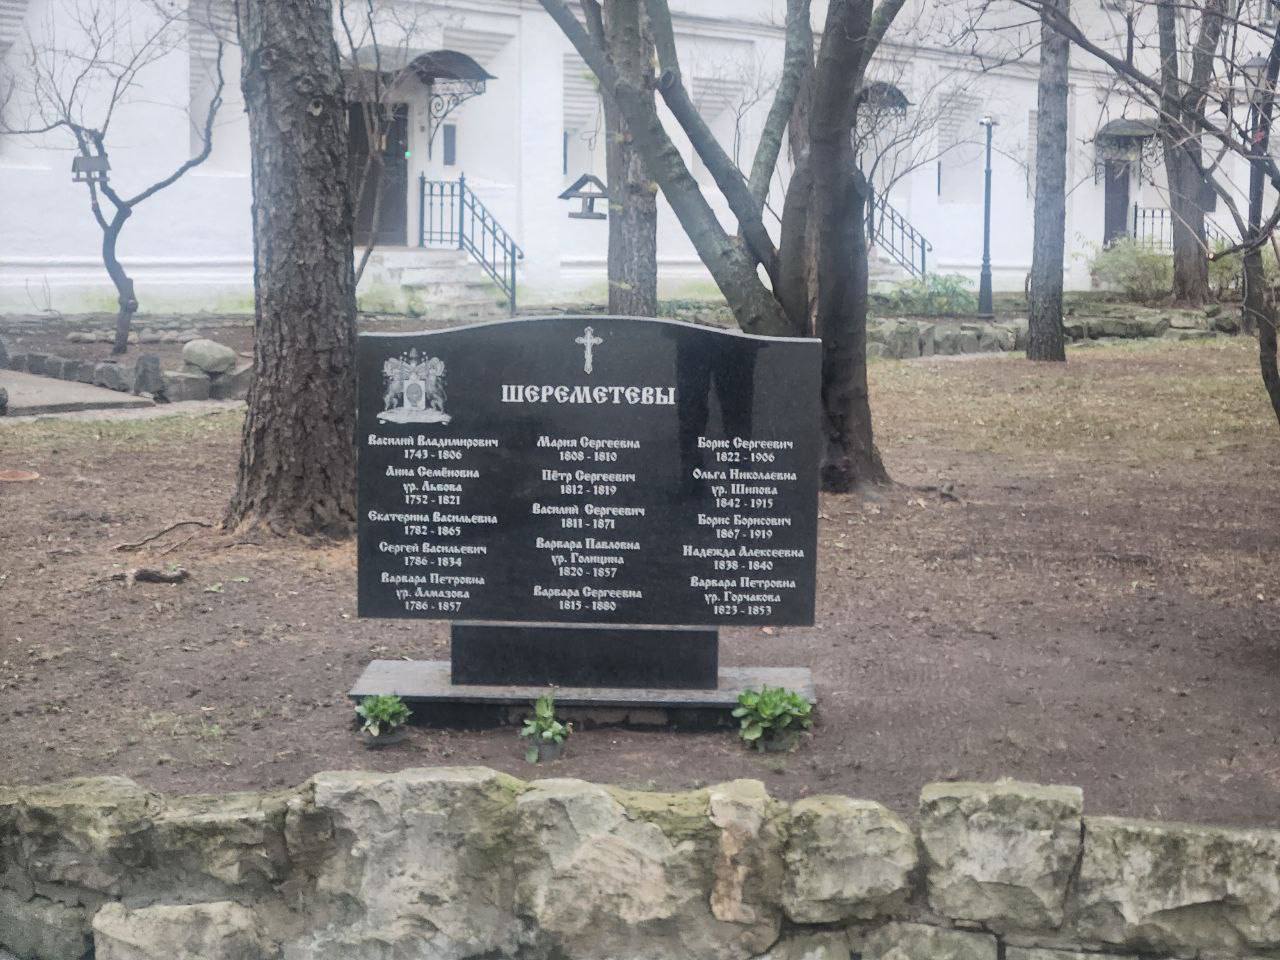 ШЕРЕМЕТЕВЫ
Василий Владимирович
1743 - 1806
Анна Семёновна
ур. Львова
1752 - 1821
Екатерина Васильевна
1782 - 1865
Сергей Васильевич
1786 - 1834
Варвара Петровна
ур. Алмазова
1786 - 1857
Мария Сергеевна
1808 - 1810
Пётр Сергеевич
1812 - 1819
Василий Сергеевич
1811 - 1871
Варвара Павловна
ур. Голицина
1820 - 1857
Варвара Сергеевна
1815 - 1880
Борис Сергеевич
1822 - 1906
Ольга Николаевна
ур. Шипова
1842 - 1915
Борис Борисович
1867 - 1919
Надежда Алексеевна
1838 - 1840
Варвара Петровна
ур. Горчакова
1823 - 1853